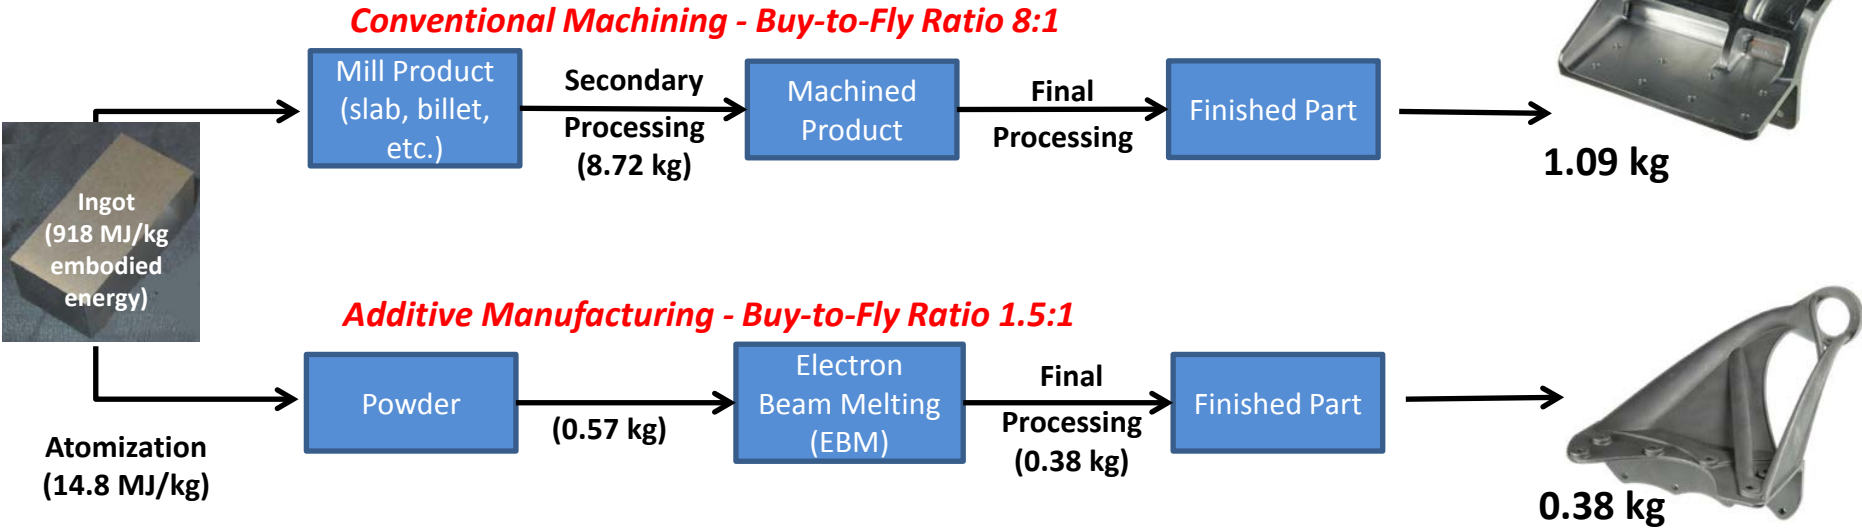 Conventional Machining - Buy-to-Fly Ratio 8:1
Mill Product
(slab, billet,
etc.)
Secondary
Processing
(8.72 kg)
Machined
Product
Final
Processing
Finished Part
1.09 kg
Ingot
(918 MJ/kg
embodied
energy)
Additive Manufacturing - Buy-to-Fly Ratio 1.5:1
Atomization
(14.8 MJ/kg)
Powder
(0.57 kg)
Electron
Beam Melting
(EBM)
Final
Processing
(0.38 kg)
Finished Part
0.38 kg